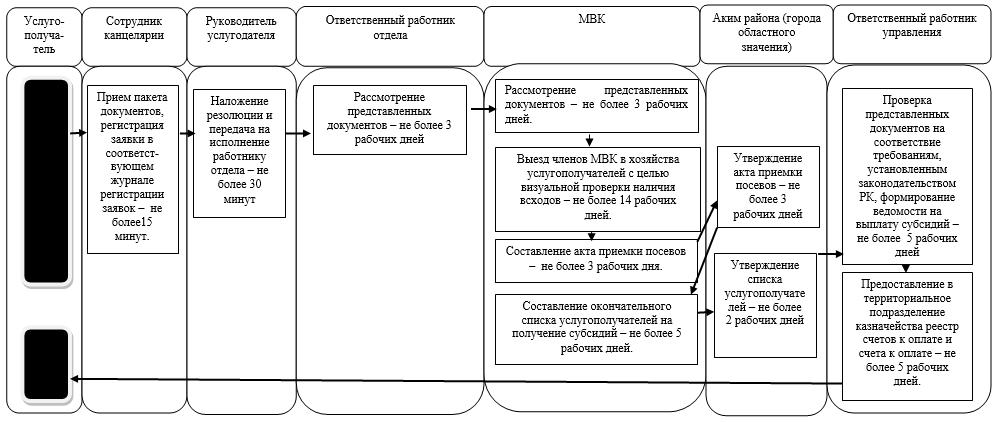 Услуго-
получа-
тель
Сотрудник
канцелярии
Руководитель
услугодателя
Ответственный работник
отдела
МВК
Аким района (города
областного
значения)
Ответственный работник
управления
Прием пакета
документов,
регистрация
заявки в
соответст-
вующем
журнале
регистрации
заявок – не
более15
минут.
Наложение
резолюции и
передача на
исполнение
работнику
отдела – не
более 30
минут
Рассмотрение
представленных
документов – не более 3
рабочих дней
Рассмотрение представленных
документов – не более 3 рабочих
дней.
Выезд членов МВК в хозяйства
услугополучателей с целью
визуальной проверки наличия
всходов – не более 14 рабочих
дней.
Составление акта приемки посевов
– не более 3 рабочих дня.
Составление окончательного
списка услугополучателей на
получение субсидий – не более 5
рабочих дней.
Утверждение
акта приемки
посевов – не
более 3
рабочих дней
Утверждение
списка
услугополучате
лей – не более
2 рабочих дней
Проверка
представленных
документов на
соответствие
требованиям,
установленным
законодательством
РК, формирование
ведомости на
выплату субсидий –
не более 5 рабочих
дней
Предоставление в
территориальное
подразделение
казначейства реестр
счетов к оплате и
счета к оплате – не
более 5 рабочих
дней.